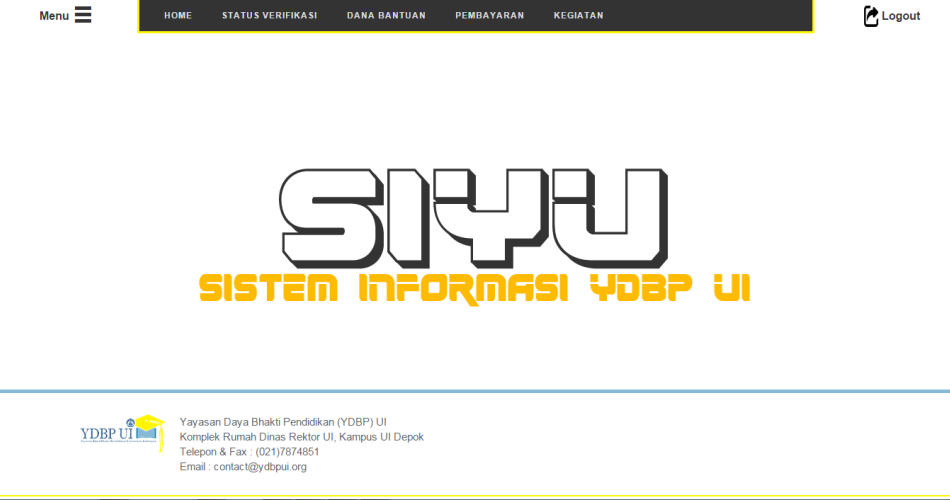 Menu
HOME STATUS VERIFIKASI DANA BANTUAN PEMBAYARAN KEGIATAN
Logout
SIYU
SISTEM INFORMASI YDBP UI
YDBP UI
Yayasan Daya Bhakti Pendidikan (YDBP) UI
Komplek Rumah Dinas Rektor UI, Kampus UI Depok
Telepon & Fax : (021)7874851
Email : contact@ydbpui.org